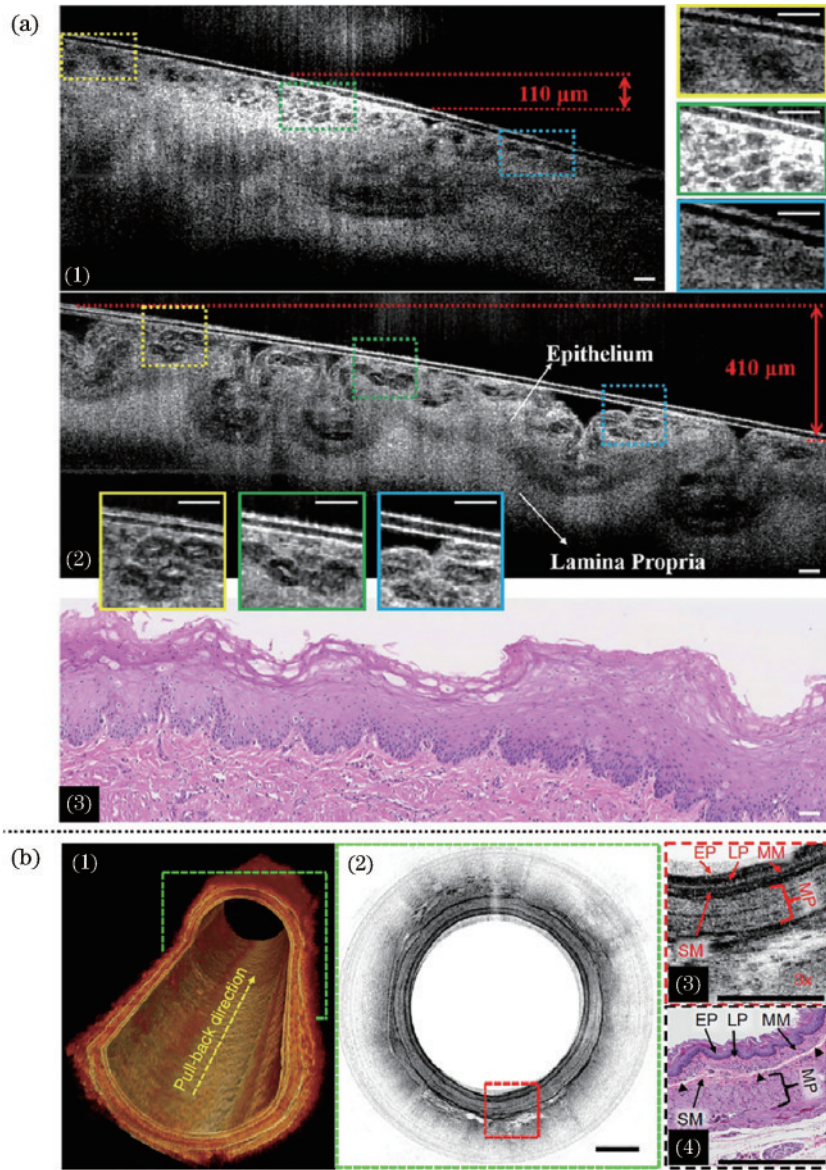 (a)
110 μm
(1)
Epithelium
410 μm
(2)
Lamina Propria
(3)
(b)
(1)
Pull-back direction
(2)
EP LP MM
MP
SM
3x
(3)
EP LP MM
MP
SM
(4)